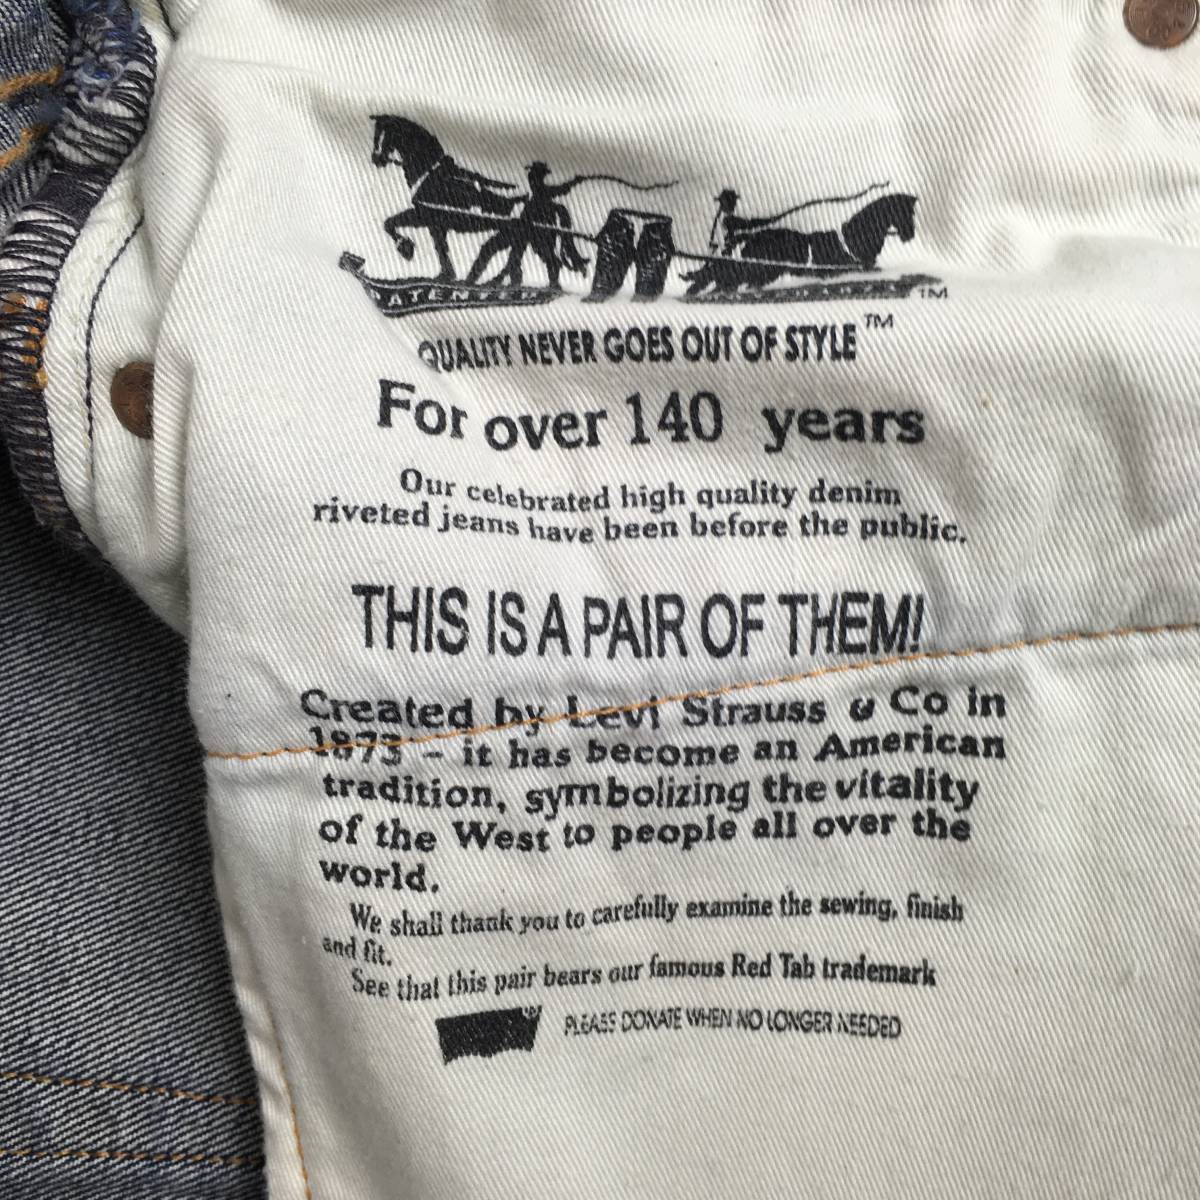 PATENTED
TM
QUALITY NEVER GOES OUT OF STYLE TM
For over 140 years
Our celebrated high quality denim
riveted jeans have been before the public.
THIS IS A PAIR OF THEM!
Created by Levi Strauss & Co in
1873 - it has become an American
tradition, symbolizing the vitality
of the West to people all over the
world.
We shall thank you to carefully examine the sewing, finish
and fit.
See that this pair bears our famous Red Tab trademark
PLEASE DONATE WHEN NO LONGER NEEDED